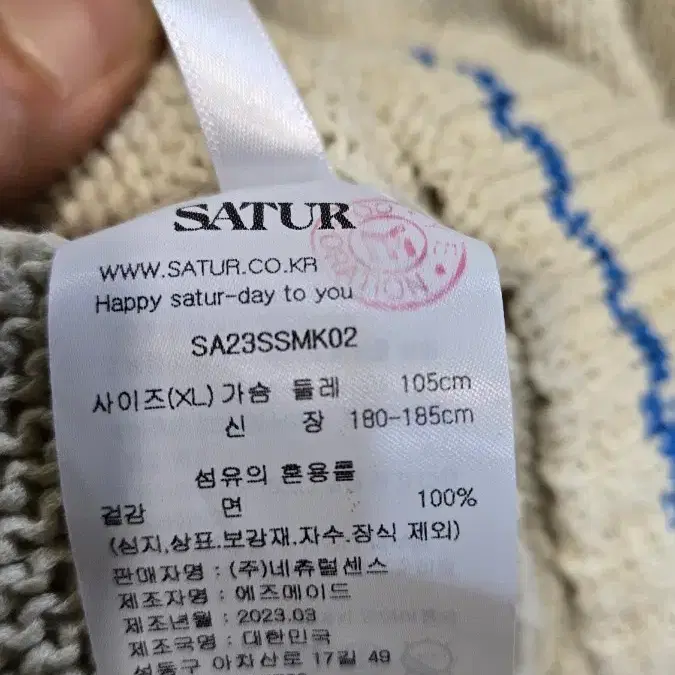 SATUR
WWW.SATUR.CO.KR
Happy satur-day to you
SA23SSMK02
사이즈(XL) 가슴 둘레 105cm
신 장 180-185cm
섬유의 혼용률
겉감 면 100%
(심지,상표.보강재.자수.장식 제외)
판매자명 : (주)네츄럴센스
제조자명 : 에즈메이드
제조년월 : 2023.03
제조국명 : 대한민국
성동구 아차산로 17길 49